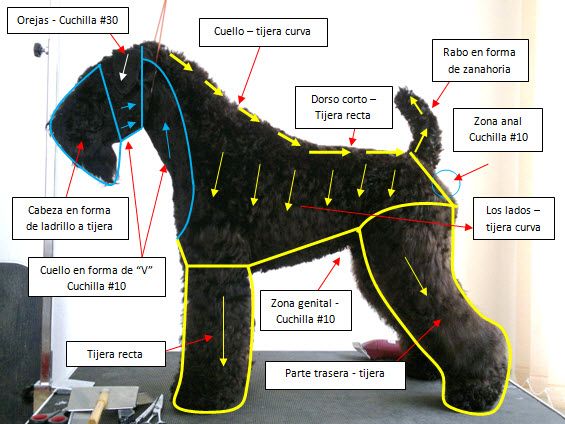 Orejas - Cuchilla #30
Cuello – tijera curva
Rabo en forma
de zanahoria
Dorso corto –
Tijera recta
Zona anal
Cuchilla #10
Cabeza en forma
de ladrillo a tijera
Los lados –
tijera curva
Cuello en forma de “V”
Cuchilla #10
Zona genital -
Cuchilla #10
Tijera recta
Parte trasera - tijera